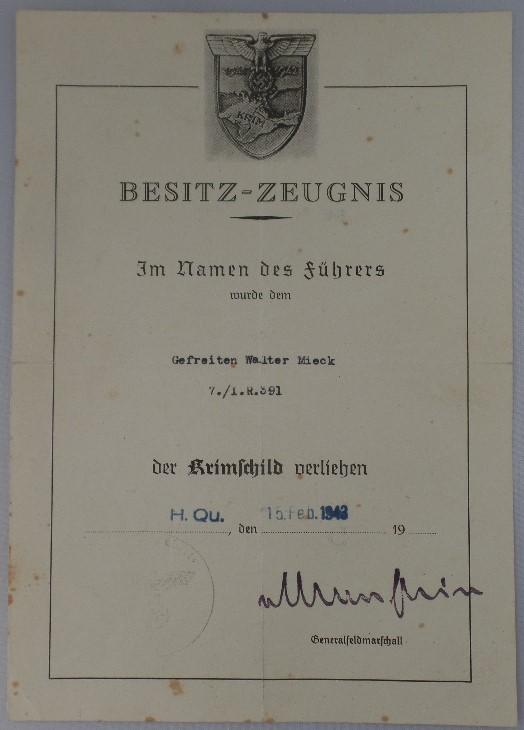 KRIM
BESITZ-ZEUGNIS
Im Namen des Führers
wurde dem
Gefreiten Walter Mieck
7./I.R.391
der Krimschild verliehen
H. Qu. , den 15. Feb. 1943 19
Manstein
Generalfeldmarschall